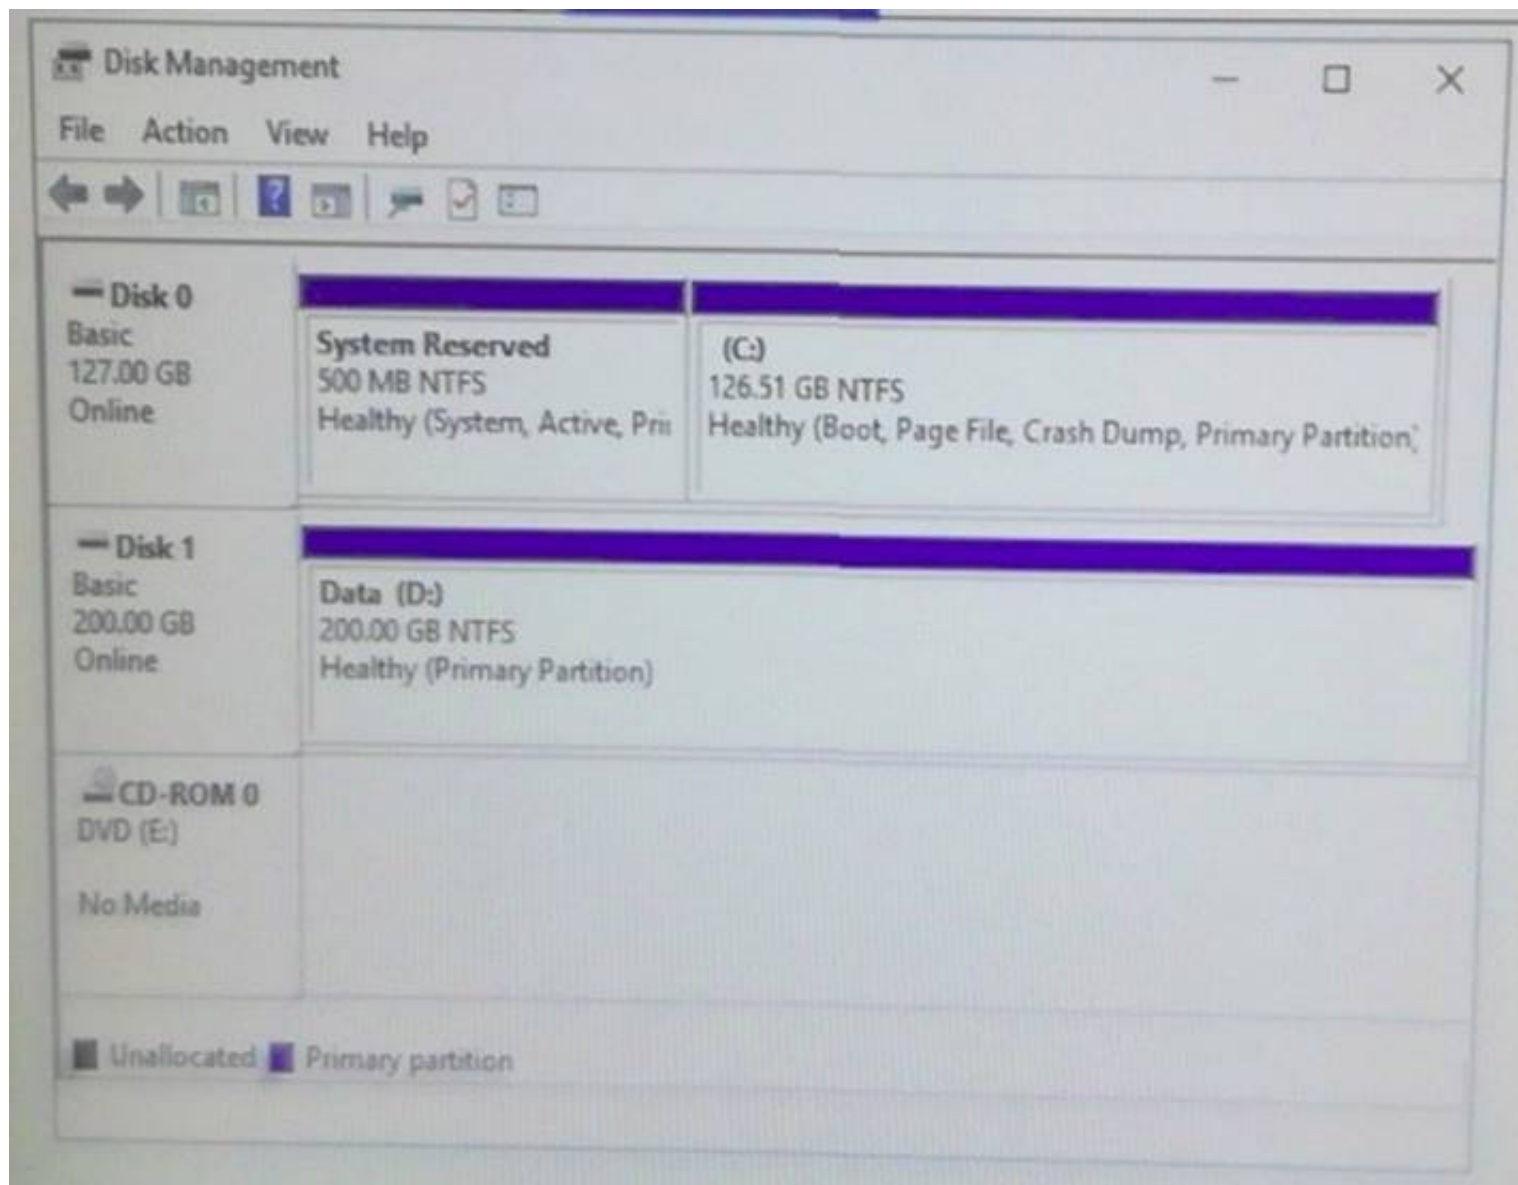 Disk Management
File Action View Help
Disk 0
Basic
127.00 GB
Online
System Reserved
500 MB NTFS
Healthy (System, Active, Pri
(C:)
126.51 GB NTFS
Healthy (Boot, Page File, Crash Dump, Primary Partition)
Disk 1
Basic
200.00 GB
Online
Data (D:)
200.00 GB NTFS
Healthy (Primary Partition)
CD-ROM 0
DVD (E:)
No Media
Unallocated Primary partition